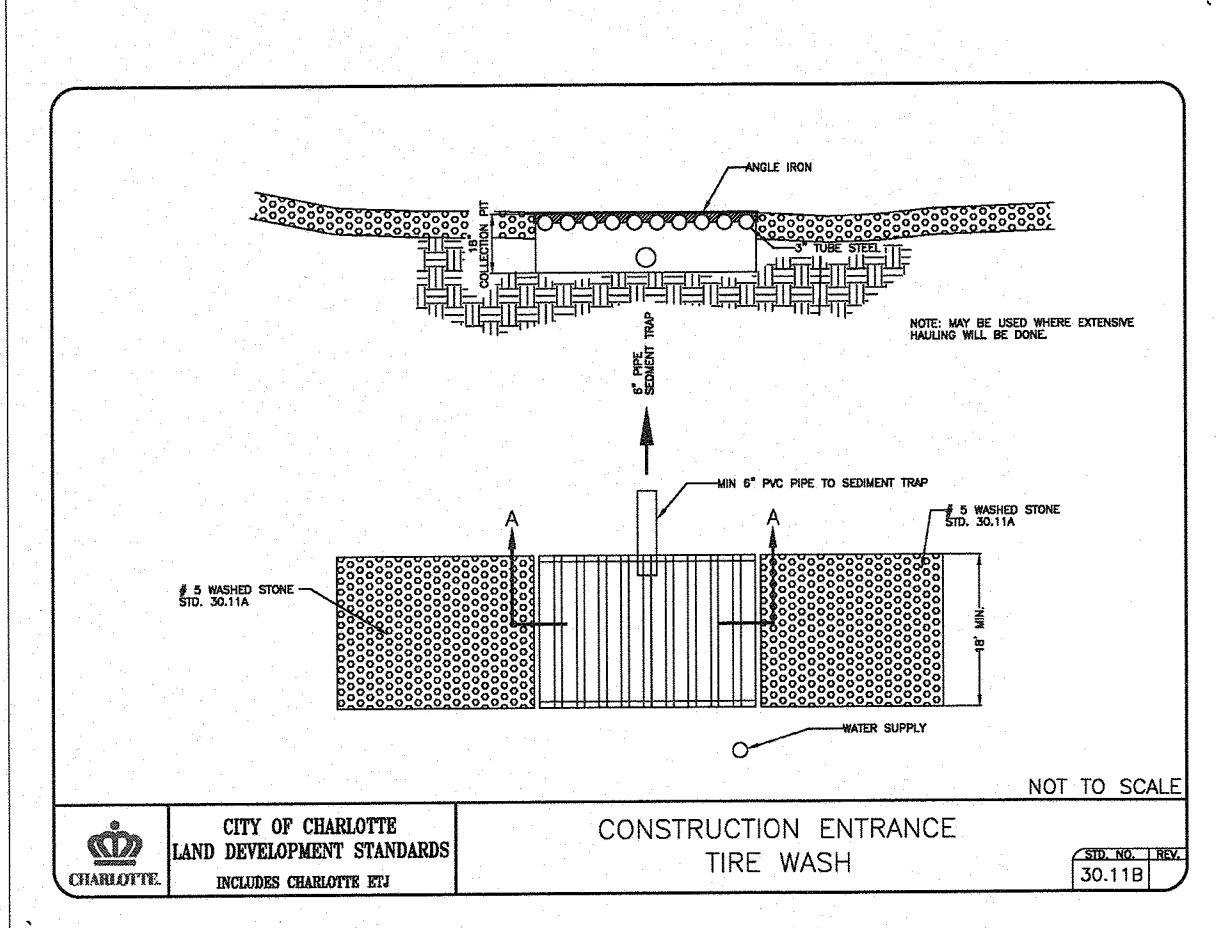 ANGLE IRON
18"
COLLECTION PIT
3" TUBE STEEL
NOTE: MAY BE USED WHERE EXTENSIVE
HAULING WILL BE DONE.
6" PIPE
SEDIMENT TRAP
MIN 6" PVC PIPE TO SEDIMENT TRAP
A
A
# 5 WASHED STONE
STD. 30.11A
# 5 WASHED STONE
STD. 30.11A
18' MIN.
WATER SUPPLY
NOT TO SCALE
CHARLOTTE.
CITY OF CHARLOTTE
LAND DEVELOPMENT STANDARDS
INCLUDES CHARLOTTE ETJ
CONSTRUCTION ENTRANCE
TIRE WASH
STD. NO. REV.
30.11B